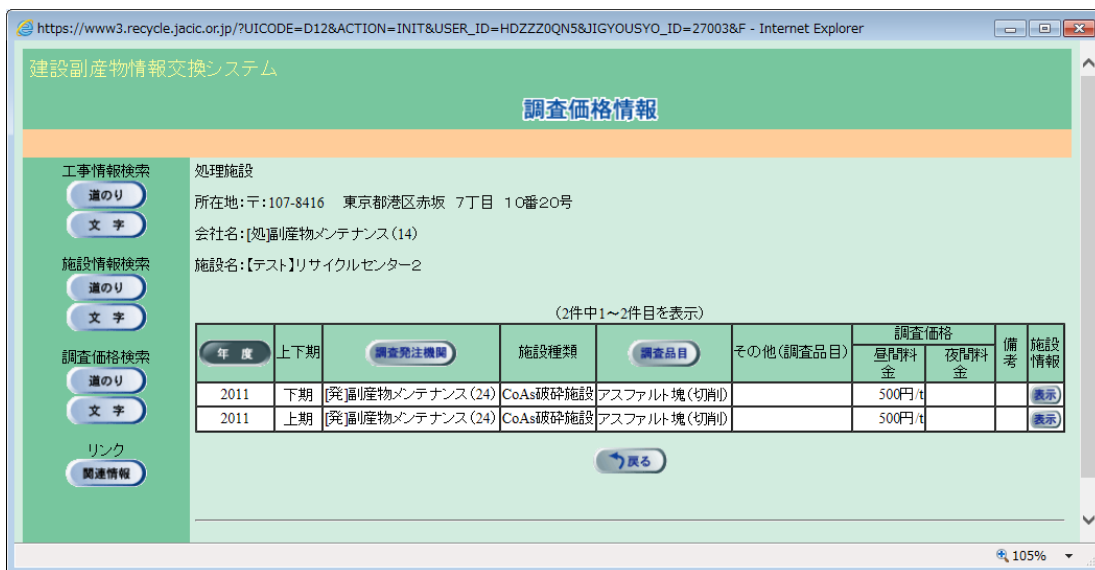 https://www3.recycle.jacic.or.jp/?UICODE=D12&ACTION=INIT&USER_ID=HDZZZ0QN5&JIGYOUSYO_ID=27003&F - Internet Explorer
建設副産物情報交換システム
調査価格情報
工事情報検索
道のり
文 字
施設情報検索
道のり
文 字
調査価格検索
道のり
文 字
リンク
関連情報
処理施設
所在地:〒:107-8416 東京都港区赤坂 7丁目 10番20号
会社名:[処]副産物メンテナンス(14)
施設名:【テスト】リサイクルセンター2
(2件中1~2件目を表示)
年 度 上下期 調査発注機関 施設種類 調査品目 その他(調査品目) 調査価格 備考 施設情報
昼間料金 夜間料金
2011 下期 [発]副産物メンテナンス(24) CoAs破砕施設 アスファルト塊(切削) 500円/t 表示
2011 上期 [発]副産物メンテナンス(24) CoAs破砕施設 アスファルト塊(切削) 500円/t 表示
戻る
105%